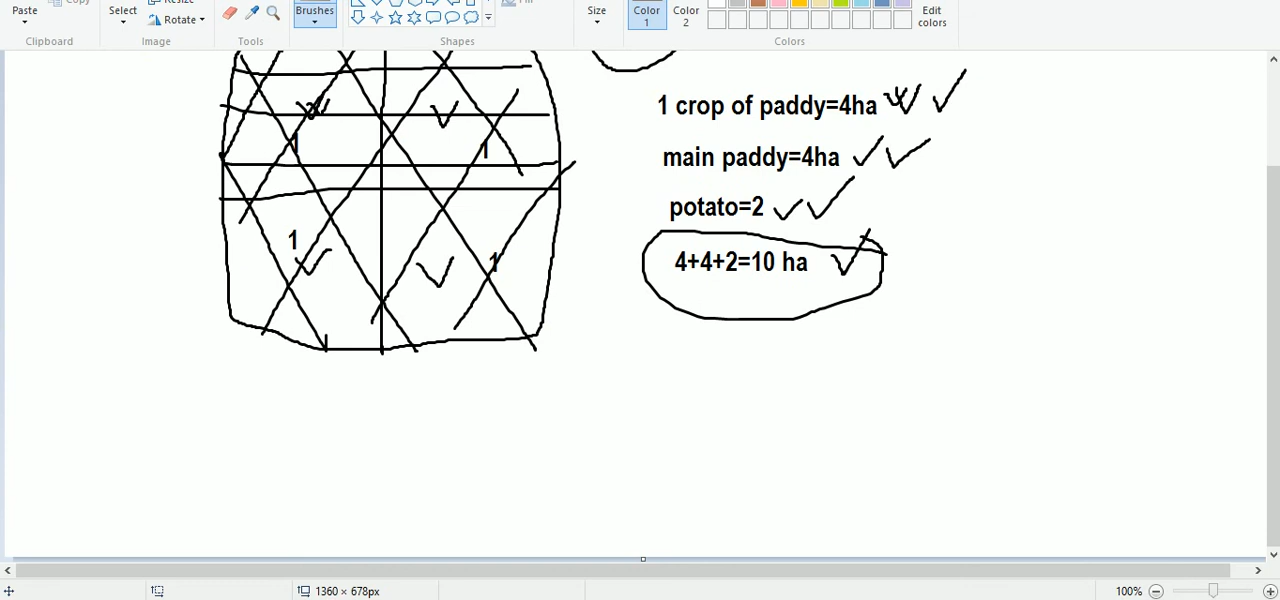 Paste
Select
Rotate
Brushes
Size
Color 1
Color 2
Edit colors
Clipboard
Image
Tools
Shapes
Colors
1 crop of paddy=4ha
main paddy=4ha
potato=2
4+4+2=10 ha
1
1
1
1
1360 × 678px
100%